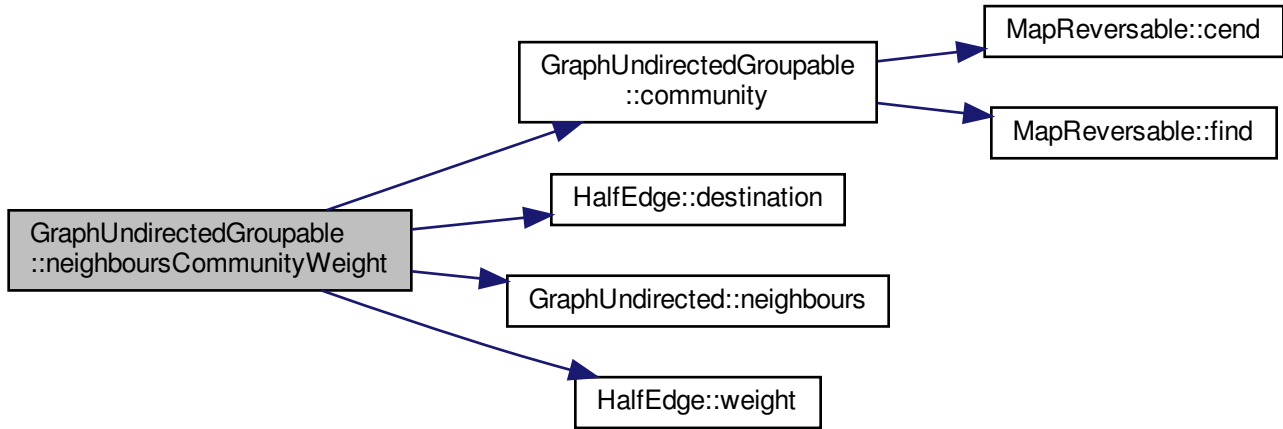 GraphUndirectedGroupable
::neighboursCommunityWeight
GraphUndirectedGroupable
::community
MapReversable::cend
MapReversable::find
HalfEdge::destination
GraphUndirected::neighbours
HalfEdge::weight